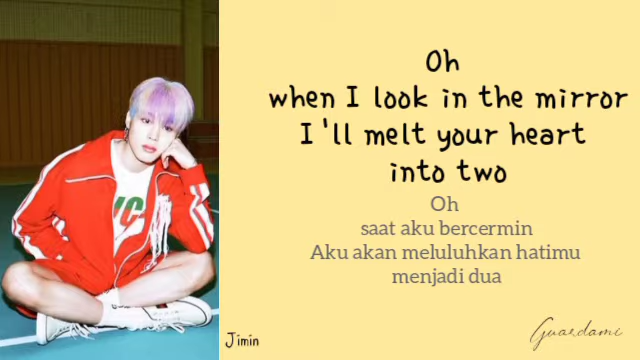 Oh
when I look in the mirror
I'll melt your heart
into two
Oh
saat aku bercermin
Aku akan meluluhkan hatimu
menjadi dua
Jimin
Guardami